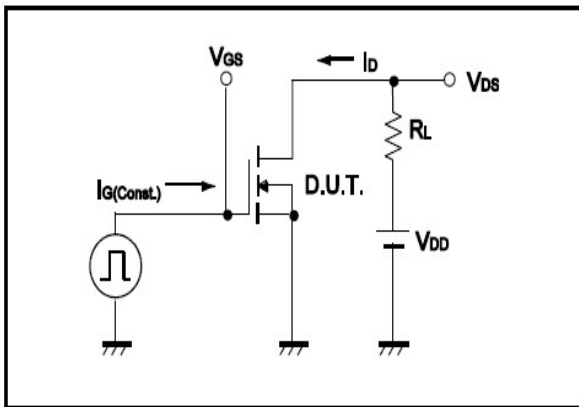 VGS
ID
VDS
RL
IG(Const.)
D.U.T.
VDD